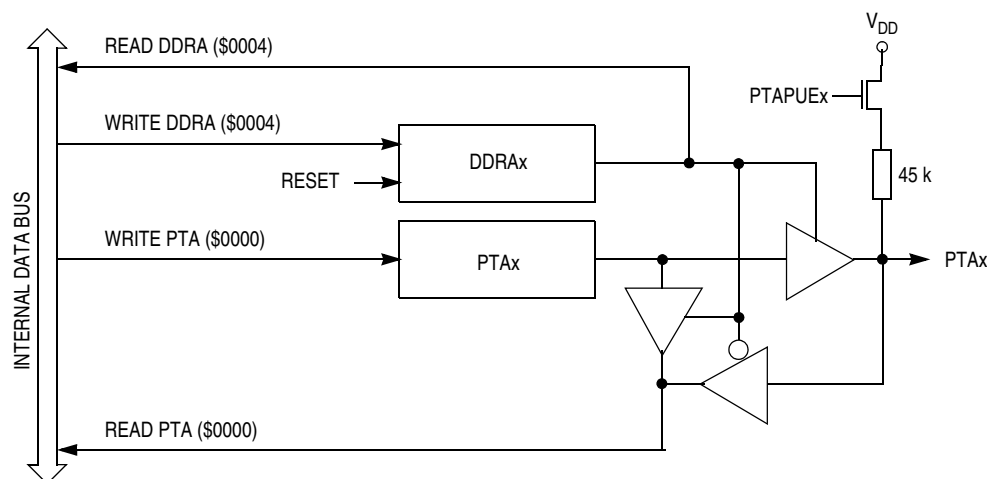 V_DD
READ DDRA ($0004)
PTAPUEx
WRITE DDRA ($0004)
DDRAx
45 k
RESET
INTERNAL DATA BUS
WRITE PTA ($0000)
PTAx
PTAx
READ PTA ($0000)